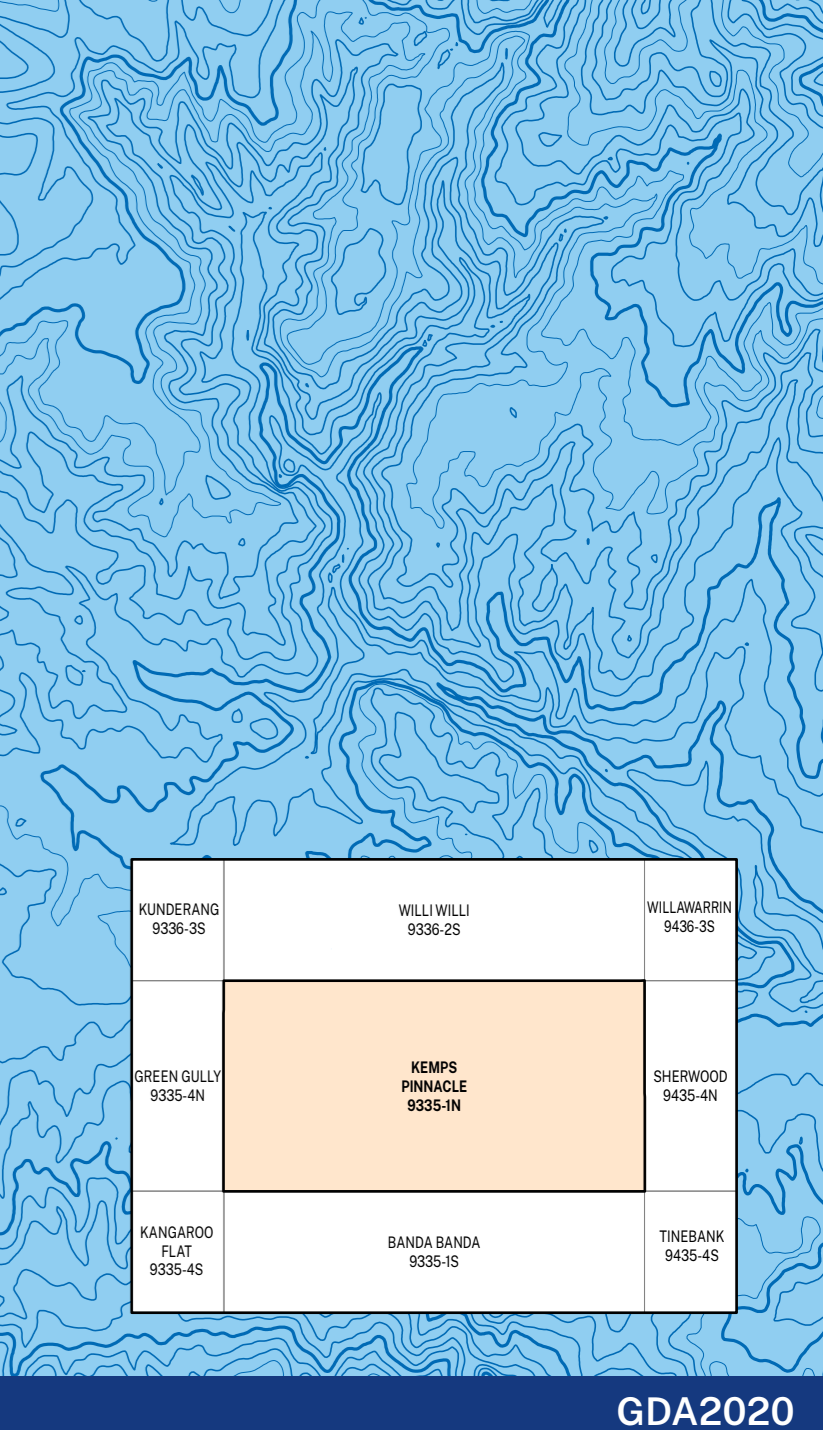 KUNDERANG
9336-3S
WILLI WILLI
9336-2S
WILLAWARRIN
9436-3S
GREEN GULLY
9335-4N
KEMPS
PINNACLE
9335-1N
SHERWOOD
9435-4N
KANGAROO
FLAT
9335-4S
BANDA BANDA
9335-1S
TINEBANK
9435-4S
GDA2020